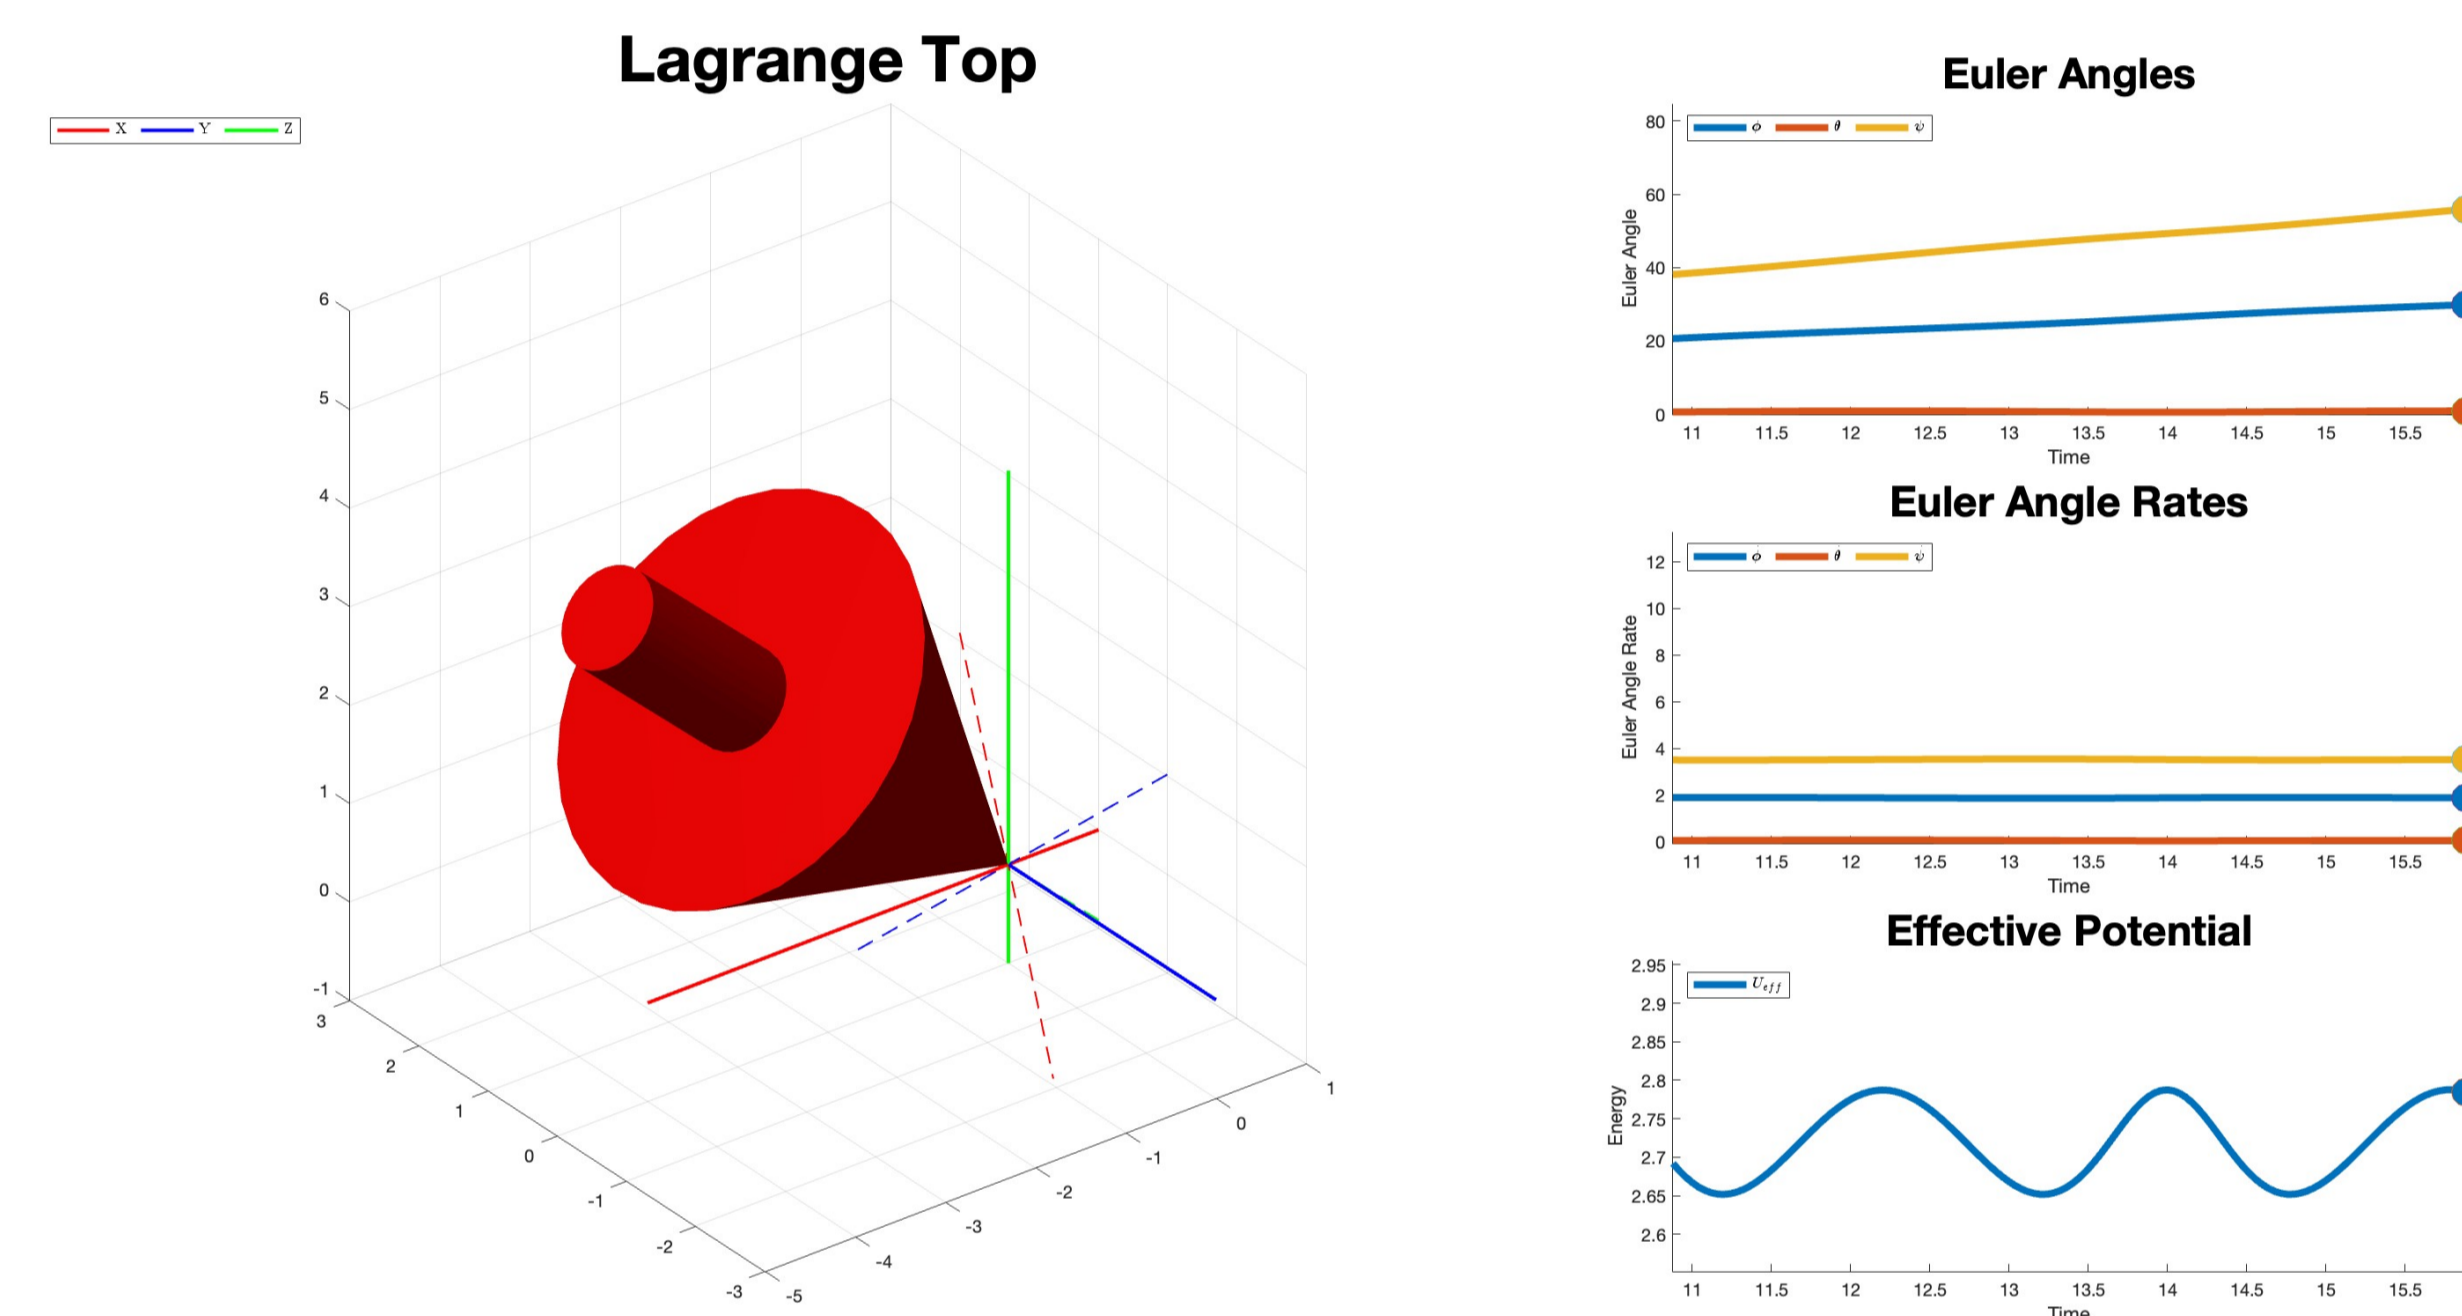 Lagrange Top
X Y Z
6
5
4
3
2
1
0
-1
3
2
1
0
-1
-2
-3
-5
-4
-3
-2
-1
0
1
Euler Angles
ϕ θ ψ
Euler Angle
80
60
40
20
0
11 11.5 12 12.5 13 13.5 14 14.5 15 15.5
Time
Euler Angle Rates
ϕ̇ θ̇ ψ̇
Euler Angle Rate
12
10
8
6
4
2
0
11 11.5 12 12.5 13 13.5 14 14.5 15 15.5
Time
Effective Potential
U_eff
Energy
2.95
2.9
2.85
2.8
2.75
2.7
2.65
2.6
11 11.5 12 12.5 13 13.5 14 14.5 15 15.5
Time